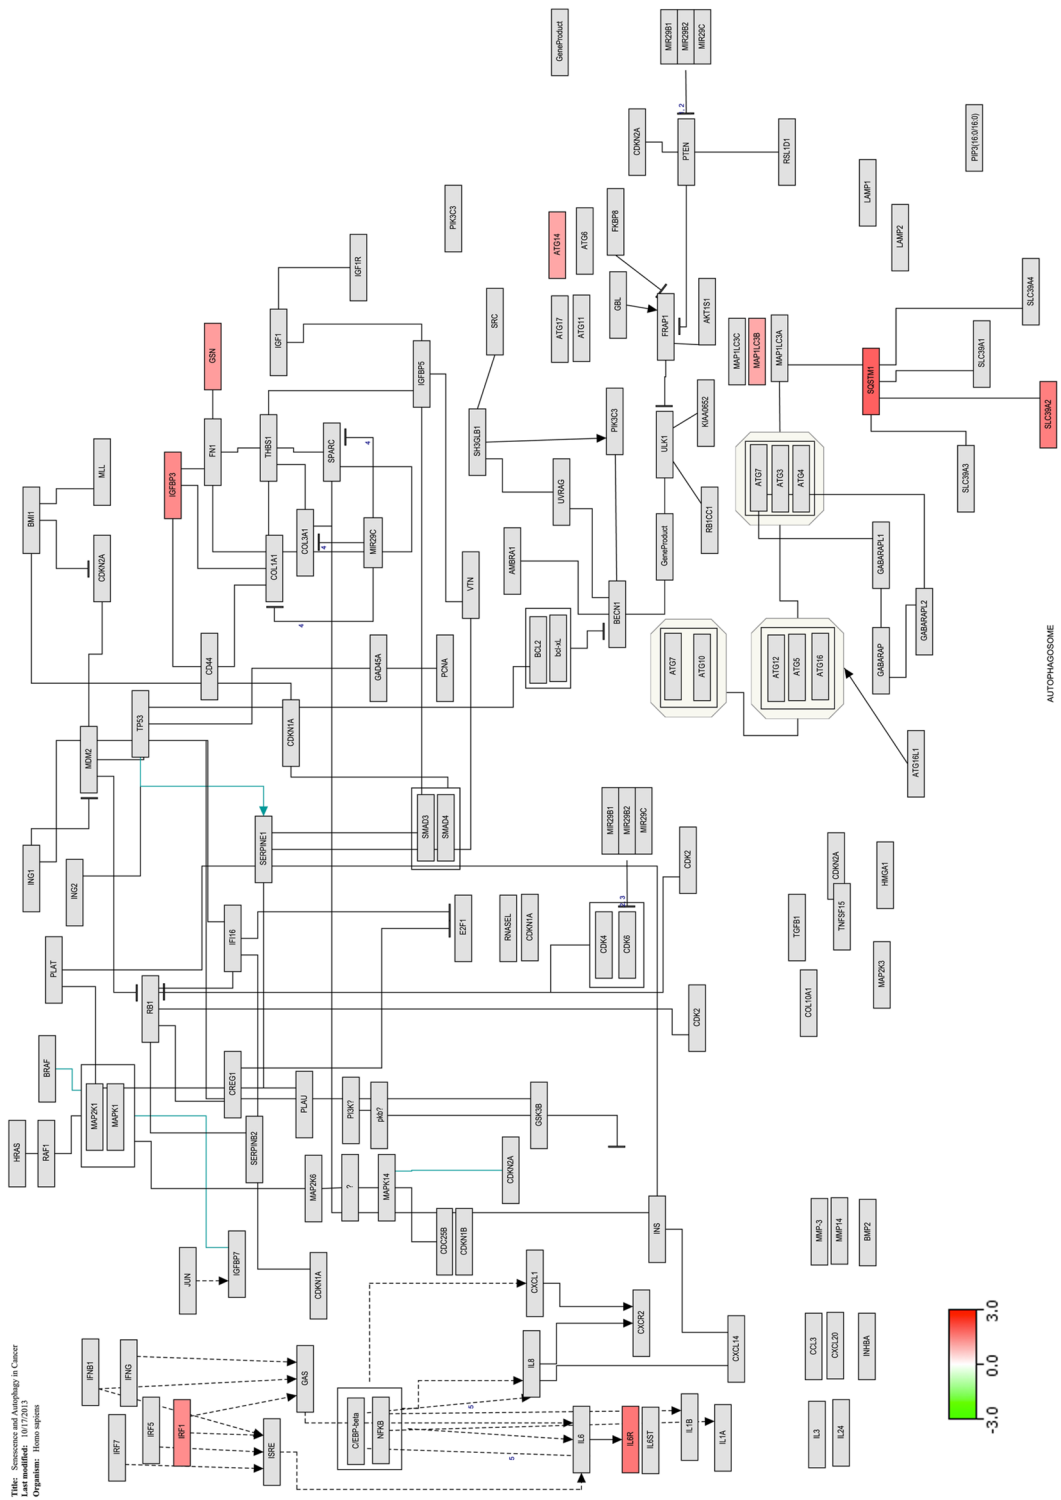 Title: Senescence and Autophagy in Cancer
Last modified: 10/17/2013
Organism: Homo sapiens
HRAS
RAF1
BRAF
PLAT
ING1
ING2
BMI1
MLL
CDKN2A
MDM2
TP53
MAP2K1
MAPK1
IFNB1
IFNG
IRF7
IRF5
IRF1
ISRE
GAS
JUN
IGFBP7
RB1
IFI16
CREG1
SERPINB2
SERPINE1
PLAU
CDKN1A
CD44
CDKN1A
IGFBP3
GSN
FN1
THBS1
COL1A1
COL3A1
SPARC
MIR29C
4
4
4
IGF1
IGF1R
IGFBP5
PIK3C3
GAD45A
PCNA
VTN
MAP2K6
?
MAPK14
PI3K?
pkb?
GSK3B
CDKN2A
CDC25B
CDKN1B
C/EBP-beta
NFKB
5
5
CXCL1
IL8
CXCR2
IL6
IL6R
IL6ST
IL1B
IL1A
INS
CXCL14
SMAD3
SMAD4
E2F1
RNASEL
CDKN1A
CDK4
CDK6
2, 3
MIR29B1
MIR29B2
MIR29C
CDK2
CDK2
SH3GLB1
SRC
UVRAG
AMBRA1
BCL2
bcl-xL
BECN1
PIK3C3
GeneProduct
ATG14
ATG6
ATG17
ATG11
GBL
FKBP8
FRAP1
AKT1S1
ULK1
KIAA0652
RB1CC1
GeneProduct
CDKN2A
PTEN
RSL1D1
MIR29B1
MIR29B2
MIR29C
ATG7
ATG10
ATG12
ATG5
ATG16
ATG7
ATG3
ATG4
MAP1LC3C
MAP1LC3B
MAP1LC3A
SQSTM1
SLC39A1
SLC39A2
SLC39A3
SLC39A4
GABARAPL1
GABARAP
GABARAPL2
ATG16L1
LAMP1
LAMP2
PIP3(16:0/16:0)
IL3
IL24
CCL3
CXCL20
INHBA
MMP-3
MMP14
BMP2
COL10A1
TGFB1
CDKN2A
TNFSF15
MAP2K3
HMGA1
AUTOPHAGOSOME
-3.0 0.0 3.0